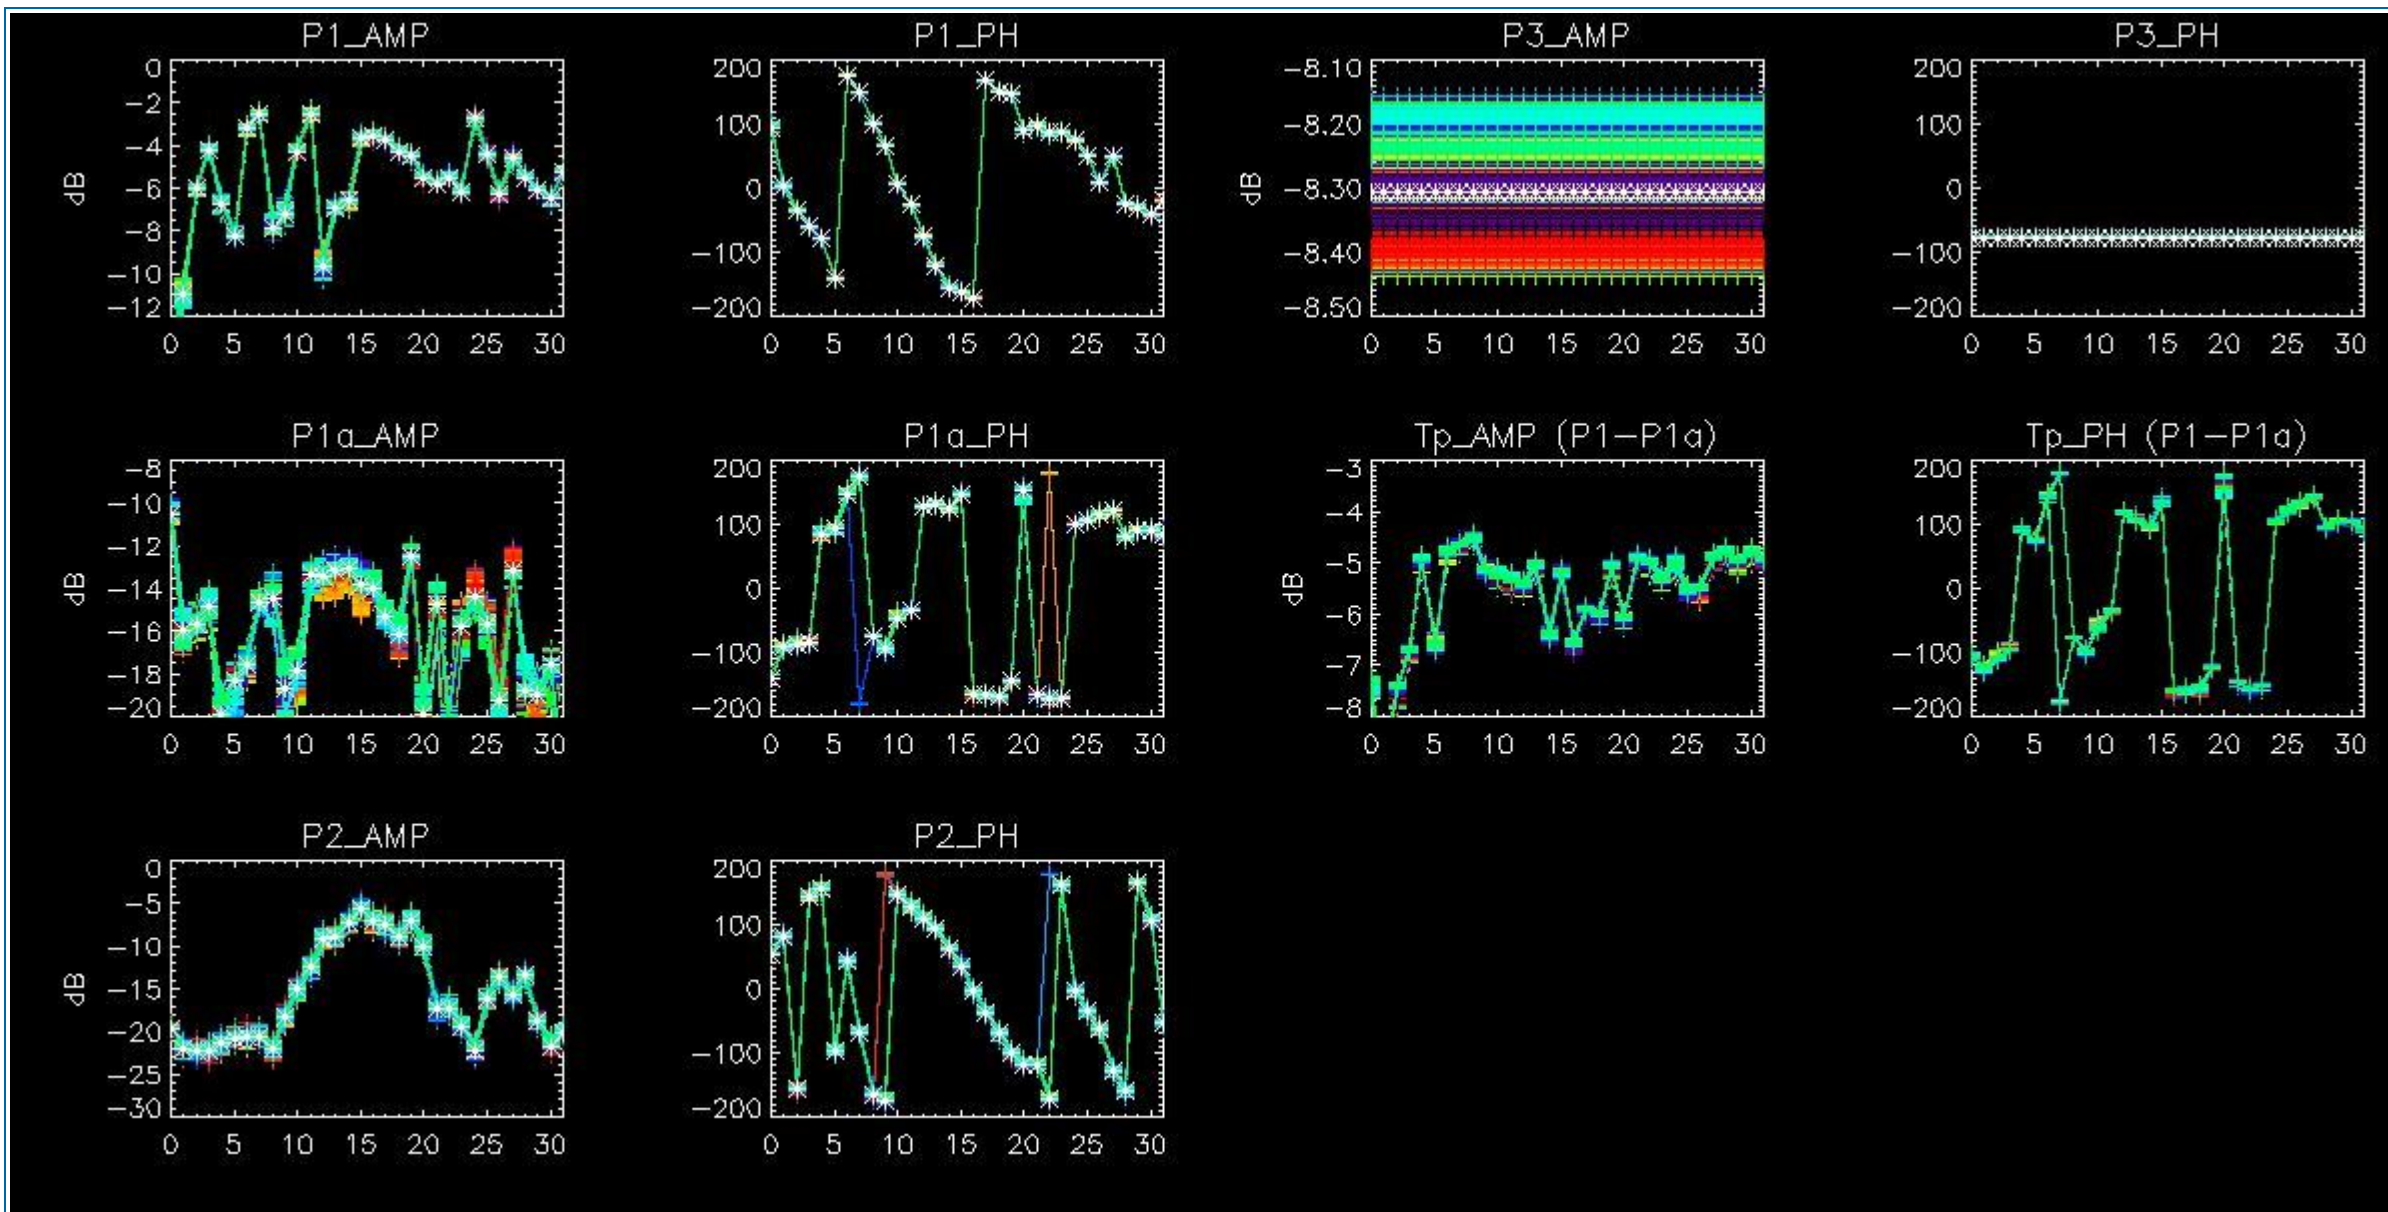 P1_AMP
P1_PH
P3_AMP
P3_PH
0
−2
−4
−6
−8
−10
−12
dB
0 5 10 15 20 25 30
200
100
0
−100
−200
0 5 10 15 20 25 30
−8.10
−8.20
−8.30
−8.40
−8.50
dB
0 5 10 15 20 25 30
200
100
0
−100
−200
0 5 10 15 20 25 30
P1a_AMP
P1a_PH
Tp_AMP (P1−P1a)
Tp_PH (P1−P1a)
−8
−10
−12
−14
−16
−18
−20
dB
0 5 10 15 20 25 30
200
100
0
−100
−200
0 5 10 15 20 25 30
−3
−4
−5
−6
−7
−8
dB
0 5 10 15 20 25 30
200
100
0
−100
−200
0 5 10 15 20 25 30
P2_AMP
P2_PH
0
−5
−10
−15
−20
−25
−30
dB
0 5 10 15 20 25 30
200
100
0
−100
−200
0 5 10 15 20 25 30